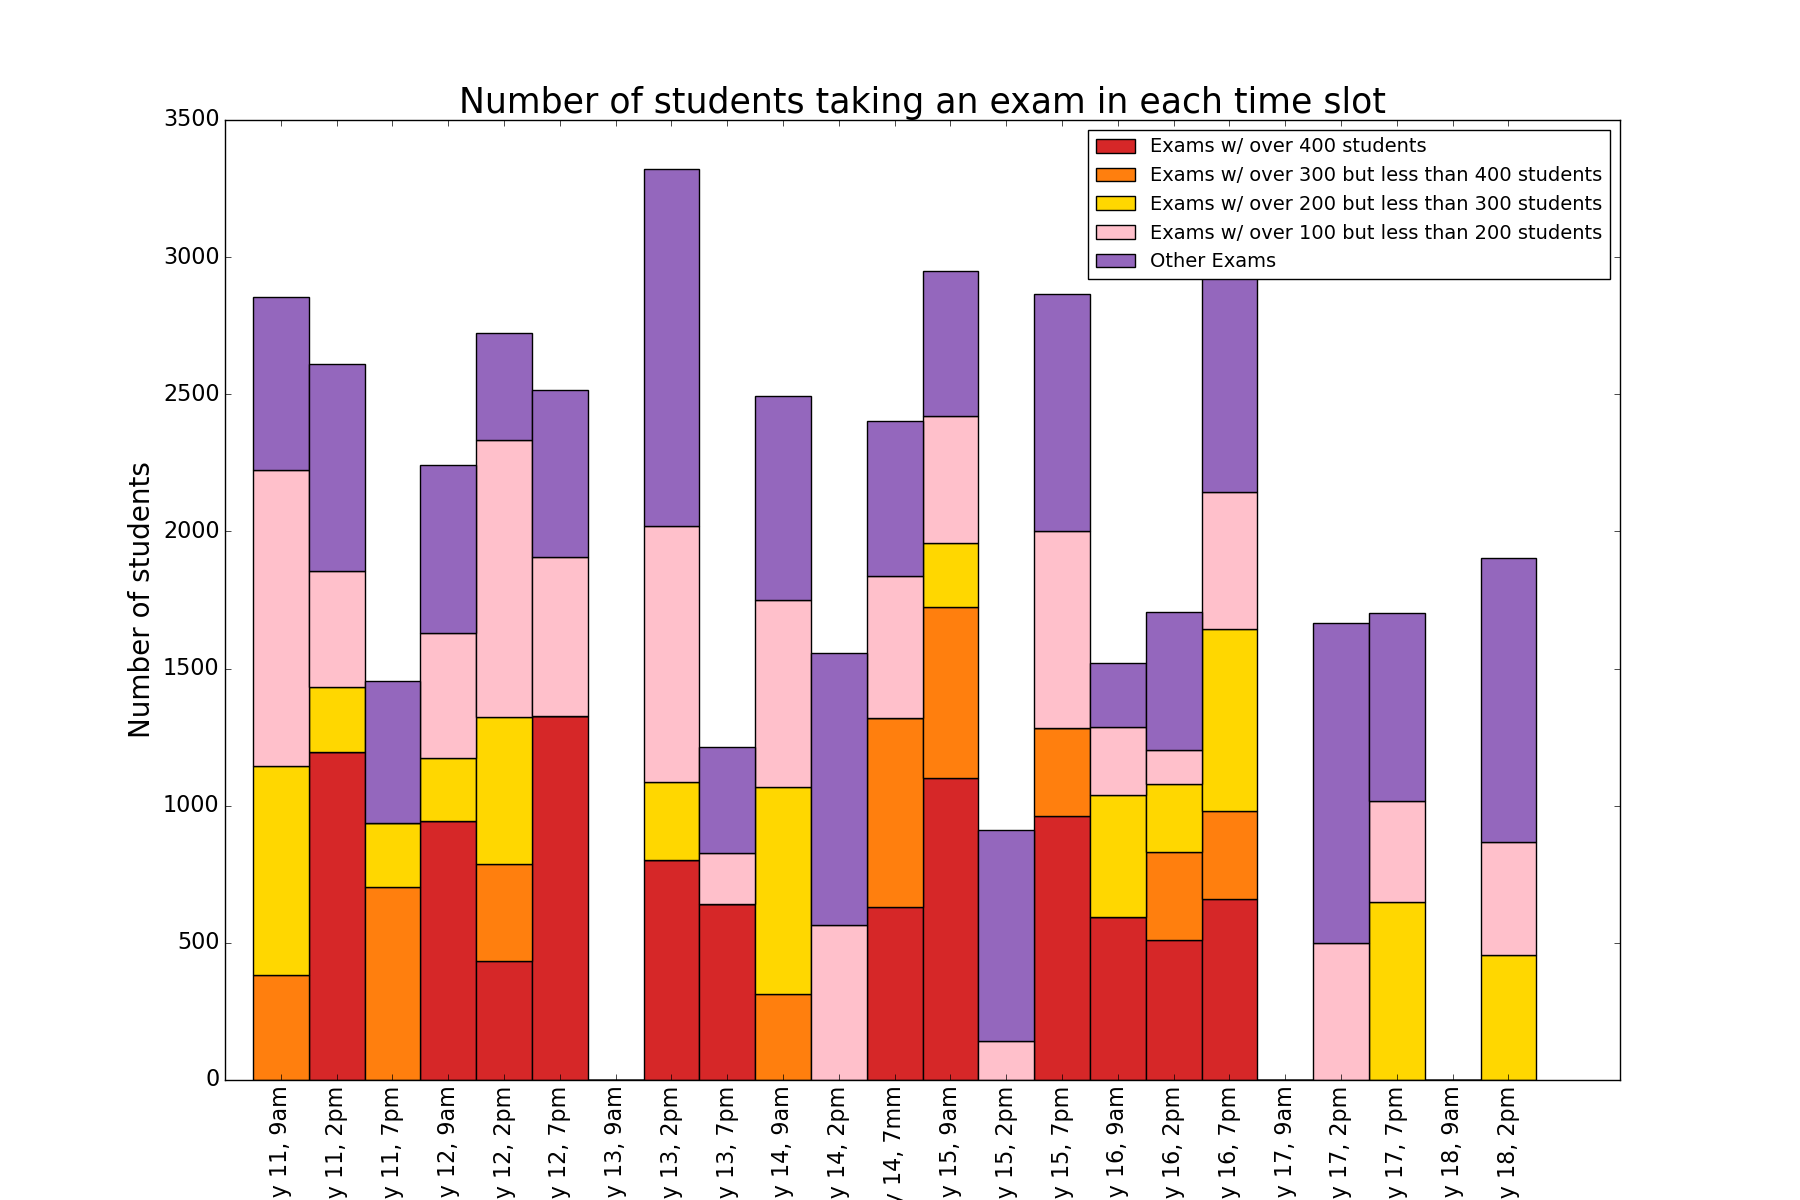 Number of students taking an exam in each time slot
Exams w/ over 400 students
Exams w/ over 300 but less than 400 students
Exams w/ over 200 but less than 300 students
Exams w/ over 100 but less than 200 students
Other Exams
Number of students
3500
3000
2500
2000
1500
1000
500
0
y 11, 9am
y 11, 2pm
y 11, 7pm
y 12, 9am
y 12, 2pm
y 12, 7pm
y 13, 9am
y 13, 2pm
y 13, 7pm
y 14, 9am
y 14, 2pm
y 14, 7mm
y 15, 9am
y 15, 2pm
y 15, 7pm
y 16, 9am
y 16, 2pm
y 16, 7pm
y 17, 9am
y 17, 2pm
y 17, 7pm
y 18, 9am
y 18, 2pm